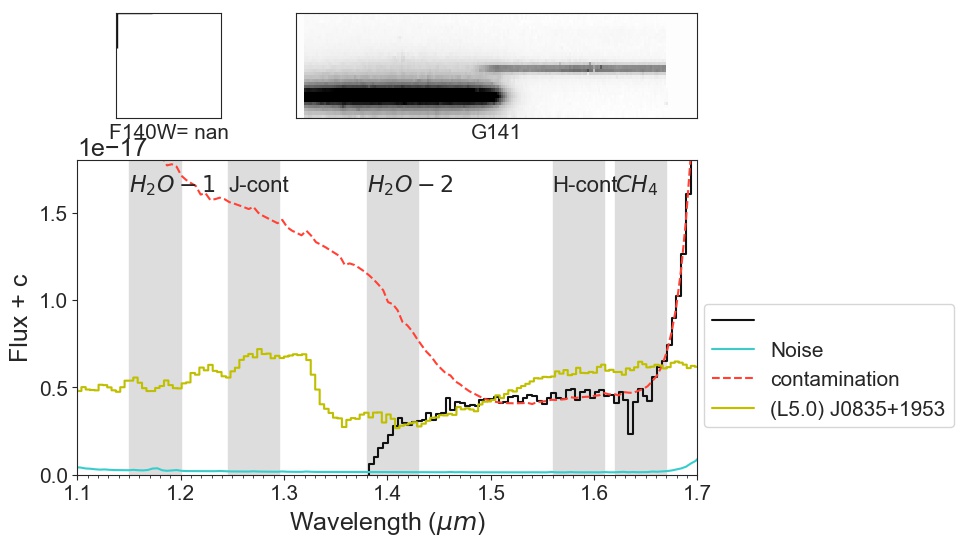 F140W= nan
G141
1e−17
H₂O − 1
J-cont
H₂O − 2
H-cont
CH₄
1.5
1.0
0.5
0.0
Flux + c
1.1
1.2
1.3
1.4
1.5
1.6
1.7
Wavelength (μm)
Noise
contamination
(L5.0) J0835+1953